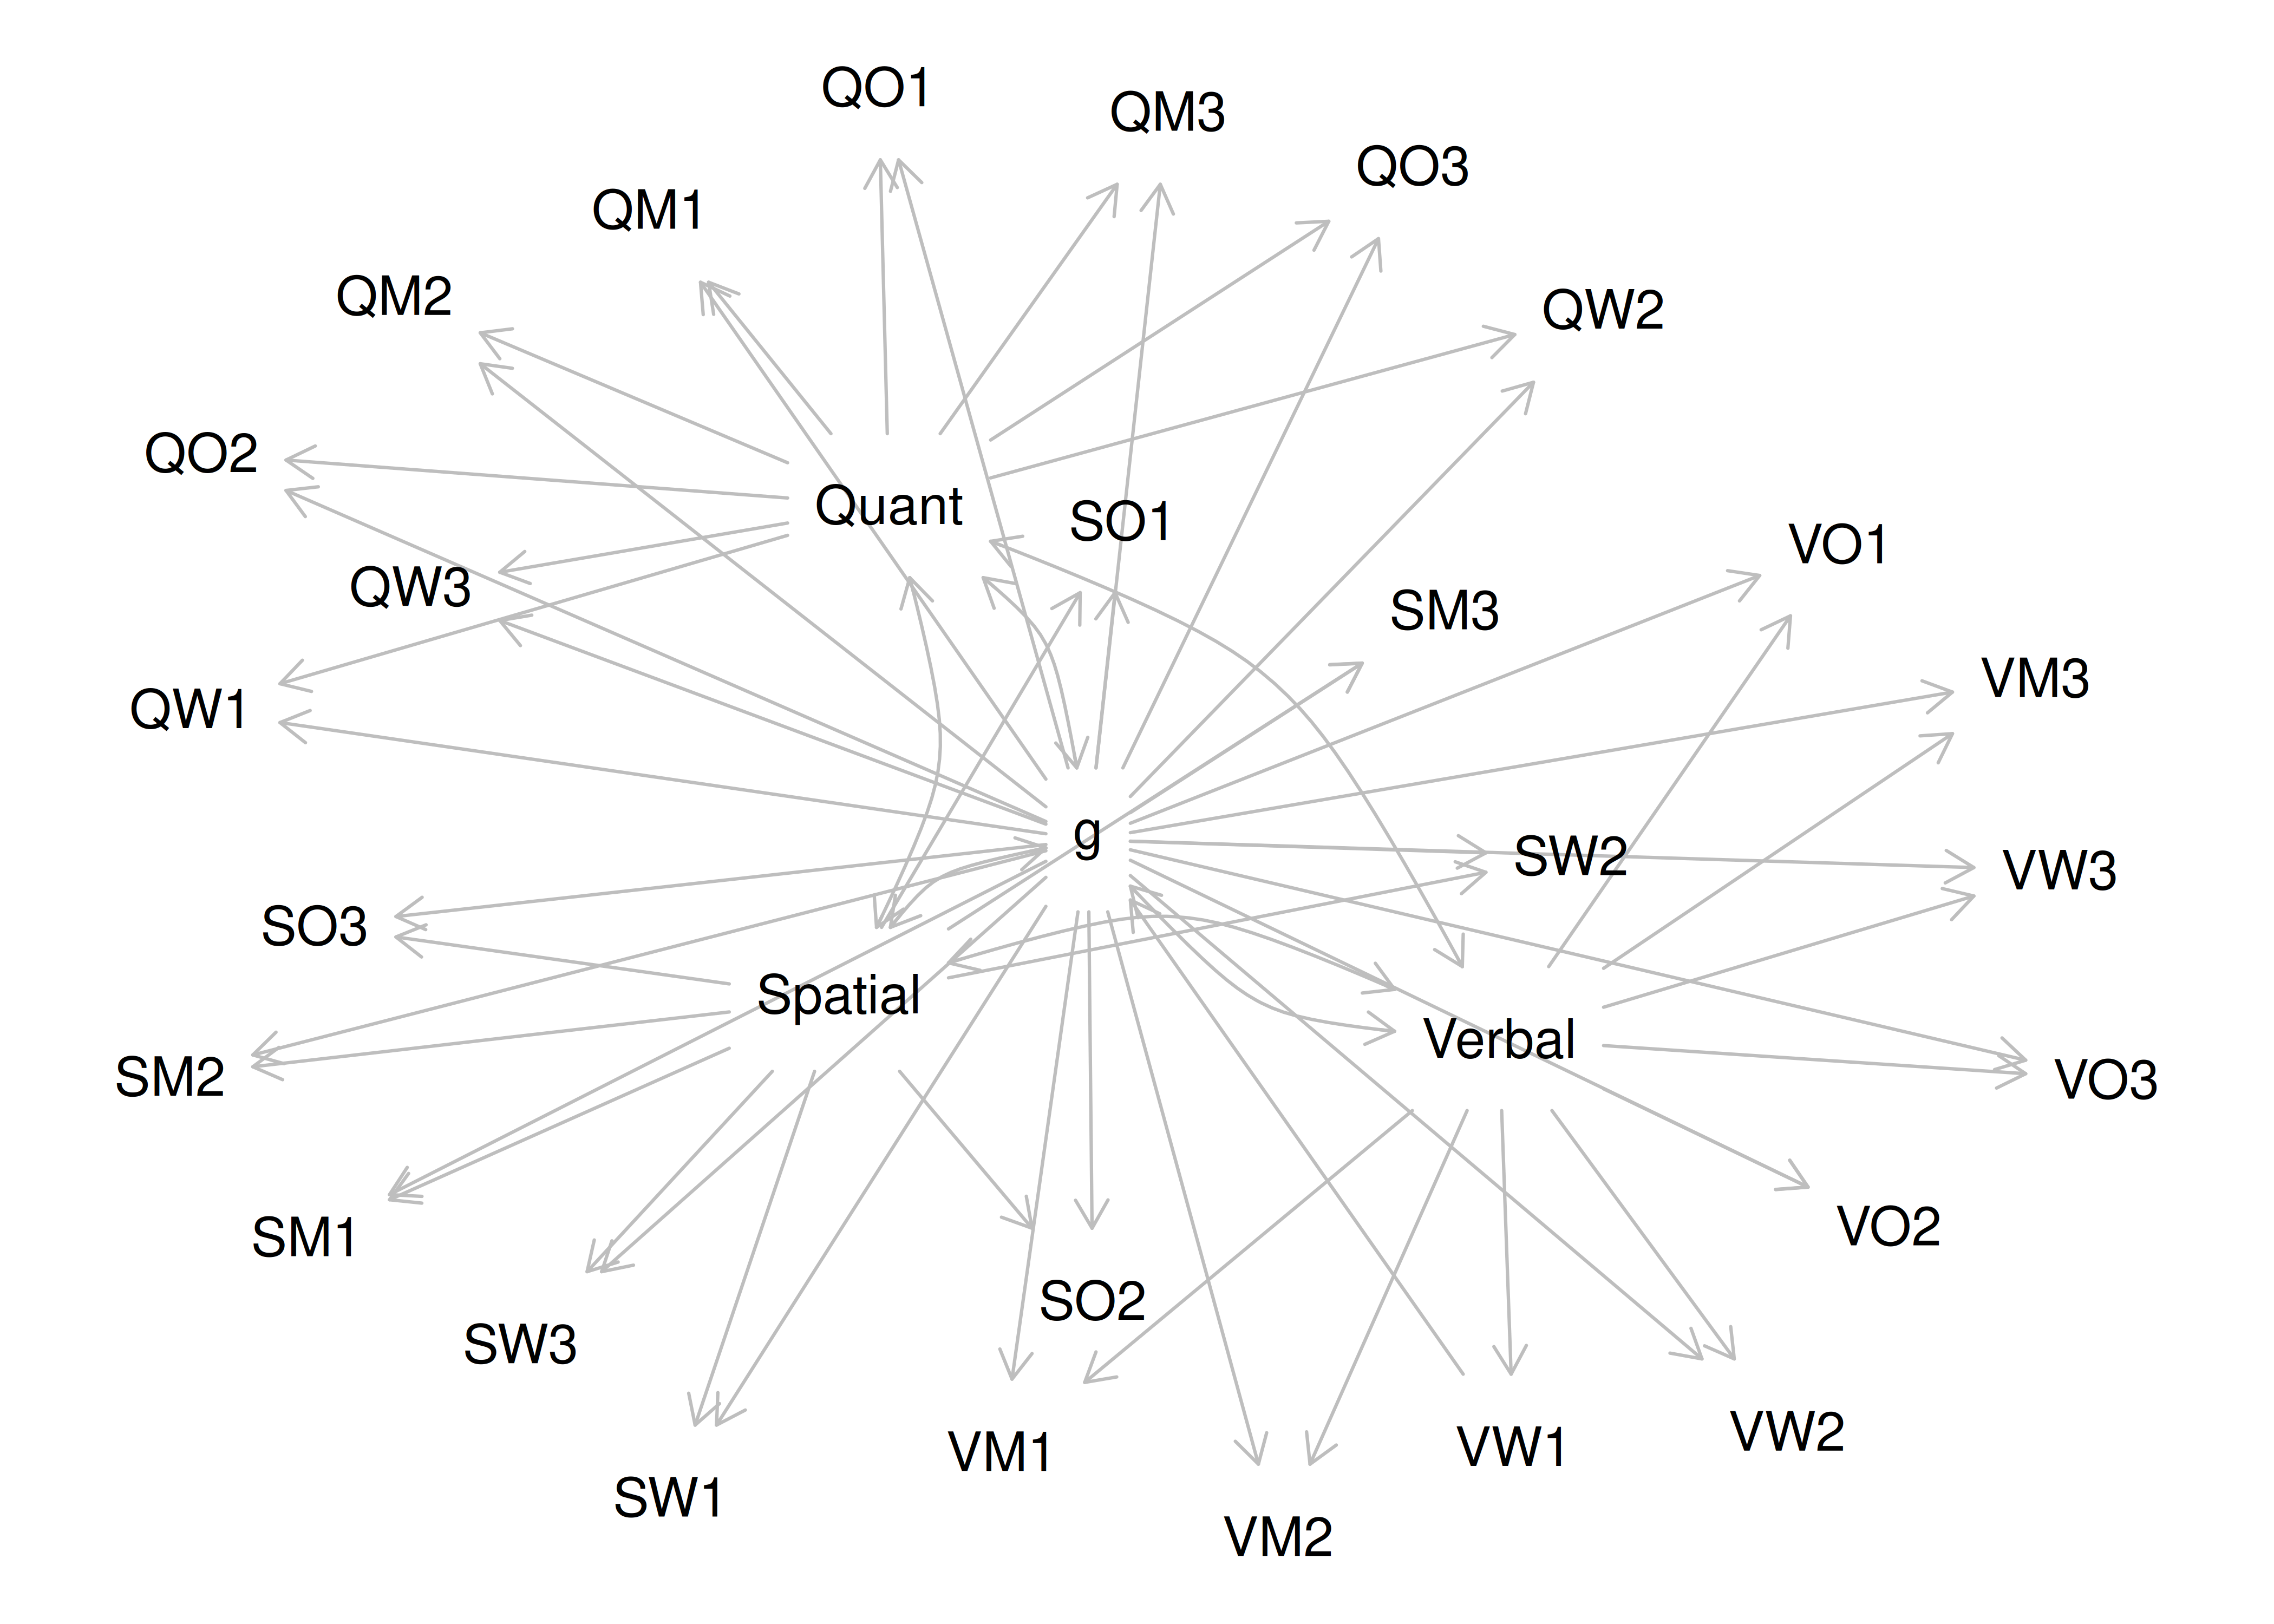 QO1
QM3
QO3
QM1
QM2
QW2
QO2
Quant
SO1
VO1
QW3
SM3
VM3
QW1
g
SW2
VW3
SO3
Spatial
Verbal
SM2
VO3
VO2
SM1
SO2
SW3
VW2
VW1
VM1
SW1
VM2